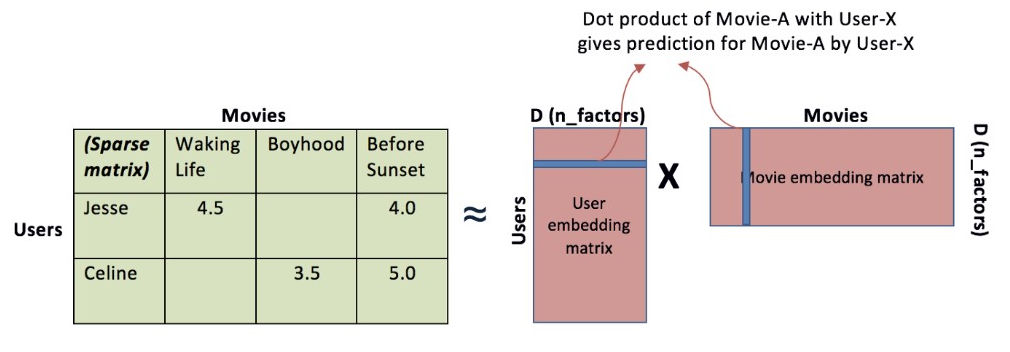 Dot product of Movie-A with User-X
gives prediction for Movie-A by User-X
Movies
(Sparse matrix) Waking Life Boyhood Before Sunset
Users
Jesse 4.5 4.0
Celine 3.5 5.0
≈
D (n_factors)
Users
User
embedding
matrix
X
Movies
Movie embedding matrix
D (n_factors)